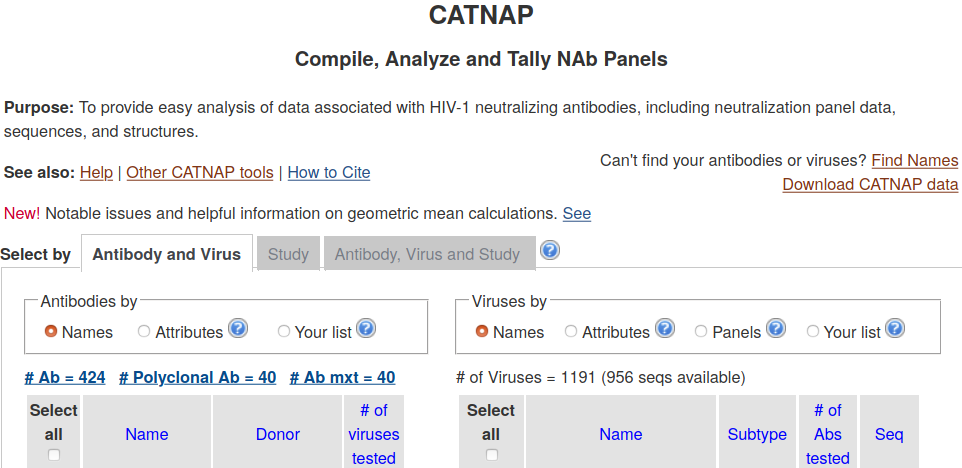 CATNAP
Compile, Analyze and Tally NAb Panels
Purpose: To provide easy analysis of data associated with HIV-1 neutralizing antibodies, including neutralization panel data,
sequences, and structures.
Can't find your antibodies or viruses? Find Names
See also: Help | Other CATNAP tools | How to Cite
Download CATNAP data
New! Notable issues and helpful information on geometric mean calculations. See
Select by Antibody and Virus Study Antibody, Virus and Study ?
Antibodies by
Names Attributes ? Your list ?
Viruses by
Names Attributes ? Panels ? Your list ?
# Ab = 424 # Polyclonal Ab = 40 # Ab mxt = 40
# of Viruses = 1191 (956 seqs available)
Select
all
Name
Donor
# of
viruses
tested
Select
all
Name
Subtype
# of
Abs
tested
Seq